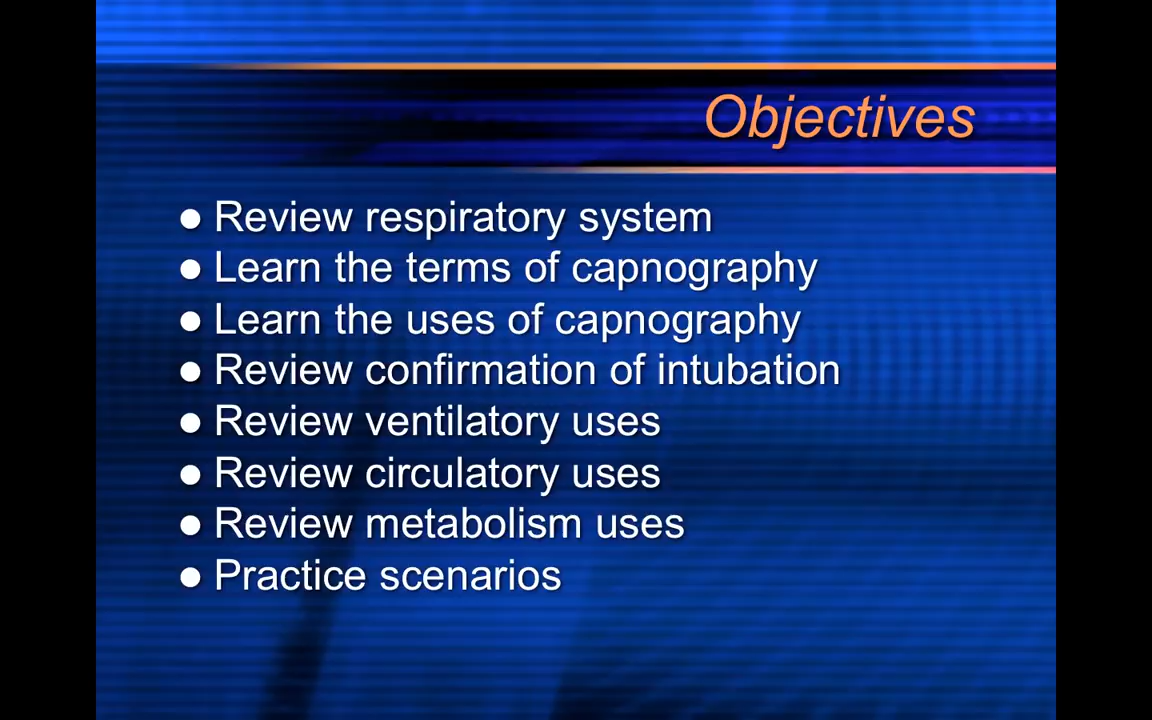 Objectives
● Review respiratory system
● Learn the terms of capnography
● Learn the uses of capnography
● Review confirmation of intubation
● Review ventilatory uses
● Review circulatory uses
● Review metabolism uses
● Practice scenarios